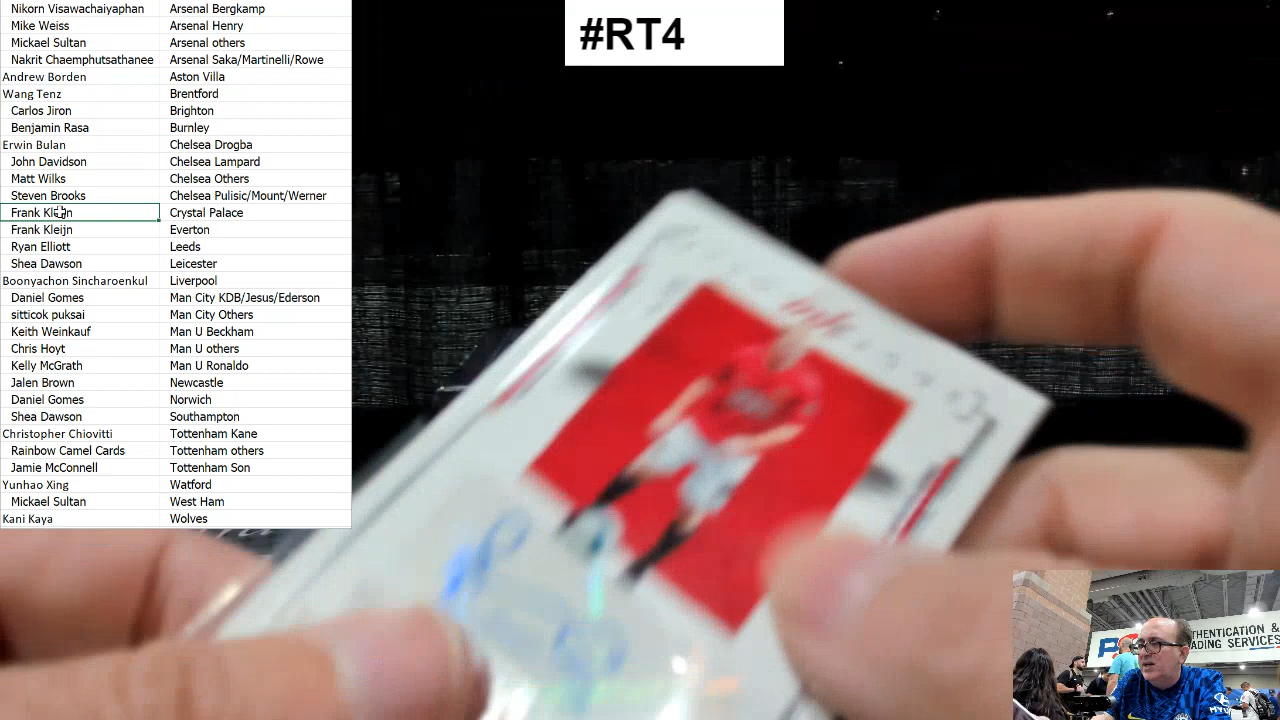 #RT4
Nikorn Visawachaiyaphan Arsenal Bergkamp
Mike Weiss Arsenal Henry
Mickael Sultan Arsenal others
Nakrit Chaemphutsathanee Arsenal Saka/Martinelli/Rowe
Andrew Borden Aston Villa
Wang Tenz Brentford
Carlos Jiron Brighton
Benjamin Rasa Burnley
Erwin Bulan Chelsea Drogba
John Davidson Chelsea Lampard
Matt Wilks Chelsea Others
Steven Brooks Chelsea Pulisic/Mount/Werner
Frank Kleijn Crystal Palace
Frank Kleijn Everton
Ryan Elliott Leeds
Shea Dawson Leicester
Boonyachon Sincharoenkul Liverpool
Daniel Gomes Man City KDB/Jesus/Ederson
sitticok puksai Man City Others
Keith Weinkauf Man U Beckham
Chris Hoyt Man U others
Kelly McGrath Man U Ronaldo
Jalen Brown Newcastle
Daniel Gomes Norwich
Shea Dawson Southampton
Christopher Chiovitti Tottenham Kane
Rainbow Camel Cards Tottenham others
Jamie McConnell Tottenham Son
Yunhao Xing Watford
Mickael Sultan West Ham
Kani Kaya Wolves
THENTICATION &
ADING SERVICES